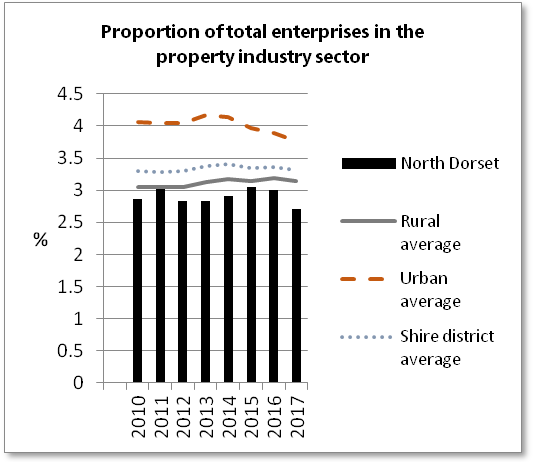 Proportion of total enterprises in the
property industry sector
4.5
4
3.5
3
2.5
2
1.5
1
0.5
0
%
2010
2011
2012
2013
2014
2015
2016
2017
North Dorset
Rural
average
Urban
average
Shire district
average